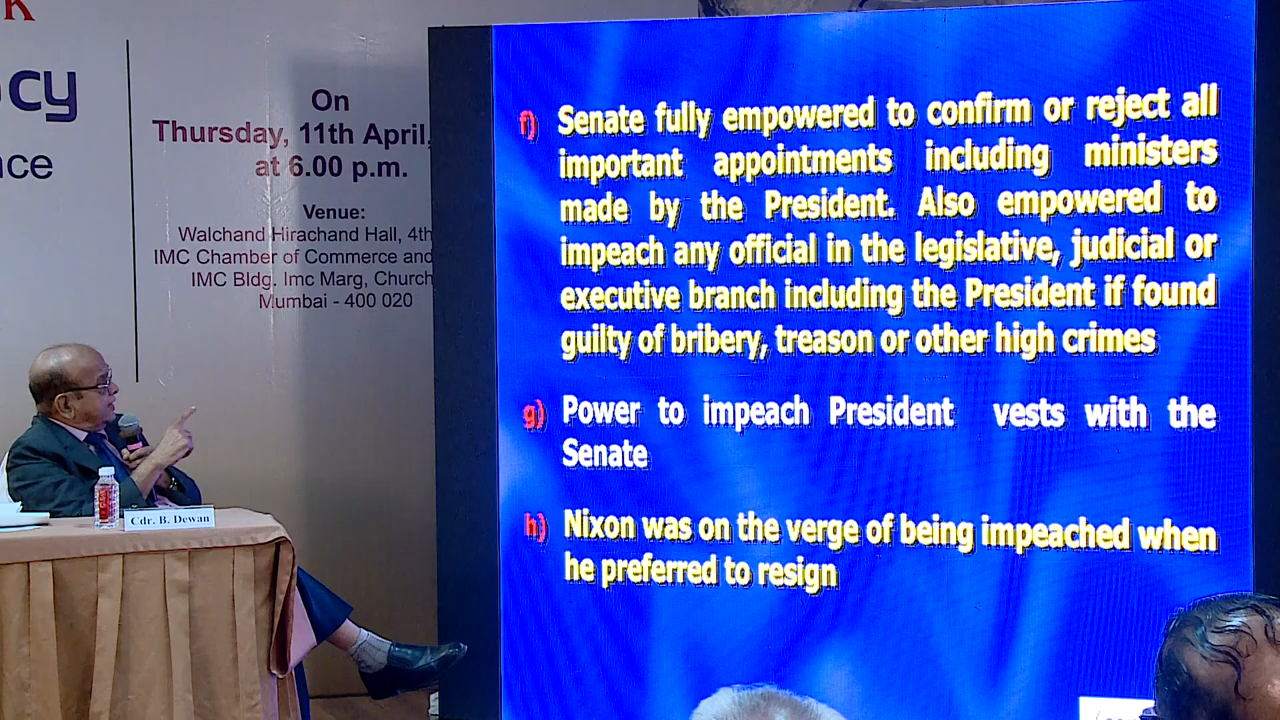 K
cy
nce
On
Thursday, 11th April,
at 6.00 p.m.
Venue:
Walchand Hirachand Hall, 4th
IMC Chamber of Commerce and
IMC Bldg. Imc Marg, Church
Mumbai - 400 020
Cdr. B. Dewan
f) Senate fully empowered to confirm or reject all
important appointments including ministers
made by the President. Also empowered to
impeach any official in the legislative, judicial or
executive branch including the President if found
guilty of bribery, treason or other high crimes
g) Power to impeach President vests with the
Senate
h) Nixon was on the verge of being impeached when
he preferred to resign